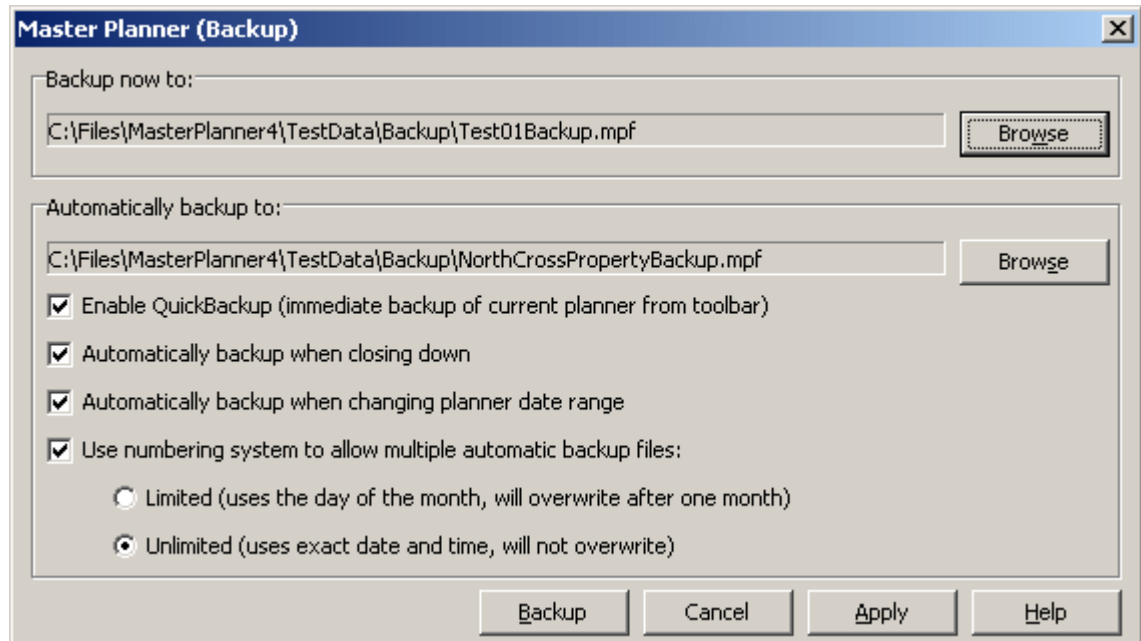 Master Planner (Backup)
Backup now to:
C:\Files\MasterPlanner4\TestData\Backup\Test01Backup.mpf
Browse
Automatically backup to:
C:\Files\MasterPlanner4\TestData\Backup\NorthCrossPropertyBackup.mpf
Browse
Enable QuickBackup (immediate backup of current planner from toolbar)
Automatically backup when closing down
Automatically backup when changing planner date range
Use numbering system to allow multiple automatic backup files:
Limited (uses the day of the month, will overwrite after one month)
Unlimited (uses exact date and time, will not overwrite)
Backup Cancel Apply Help